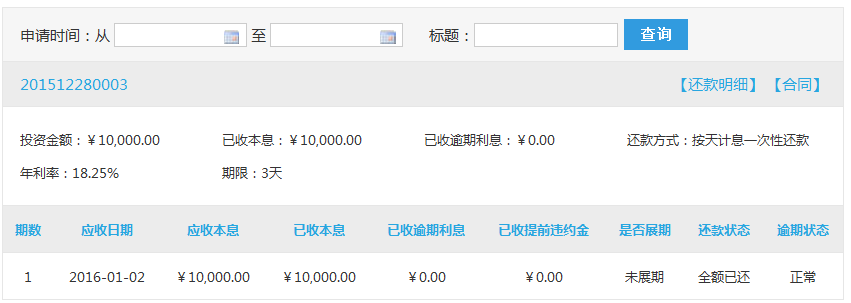 申请时间：从 至 标题： 查询
201512280003 【还款明细】 【合同】
投资金额：￥10,000.00 已收本息：￥10,000.00 已收逾期利息：￥0.00 还款方式：按天计息一次性还款
年利率：18.25% 期限：3天
期数 应收日期 应收本息 已收本息 已收逾期利息 已收提前违约金 是否展期 还款状态 逾期状态
1 2016-01-02 ￥10,000.00 ￥10,000.00 ￥0.00 ￥0.00 未展期 全额已还 正常